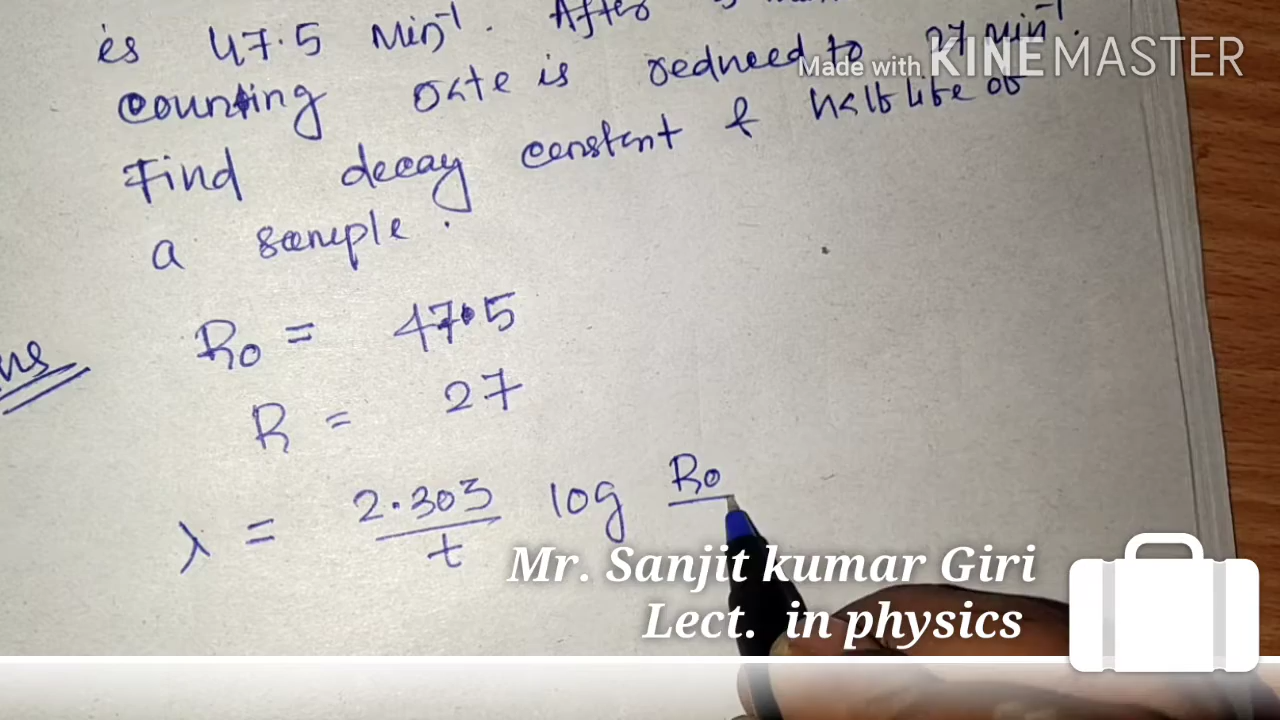 is 47.5 Min⁻¹. After
counting rate is reduced to 27 Min⁻¹.
Find decay constant & half life of
a sample.
Ans
R₀ = 47.5
R = 27
λ = 2.303/t log R₀
Made with KINEMASTER
Mr. Sanjit kumar Giri
Lect. in physics